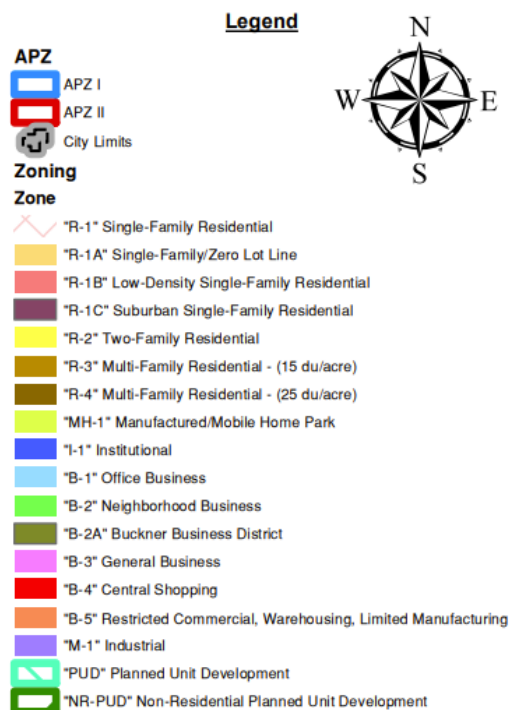 Legend
N
W
E
S
APZ
APZ I
APZ II
City Limits
Zoning
Zone
"R-1" Single-Family Residential
"R-1A" Single-Family/Zero Lot Line
"R-1B" Low-Density Single-Family Residential
"R-1C" Suburban Single-Family Residential
"R-2" Two-Family Residential
"R-3" Multi-Family Residential - (15 du/acre)
"R-4" Multi-Family Residential - (25 du/acre)
"MH-1" Manufactured/Mobile Home Park
"I-1" Institutional
"B-1" Office Business
"B-2" Neighborhood Business
"B-2A" Buckner Business District
"B-3" General Business
"B-4" Central Shopping
"B-5" Restricted Commercial, Warehousing, Limited Manufacturing
"M-1" Industrial
"PUD" Planned Unit Development
"NR-PUD" Non-Residential Planned Unit Development